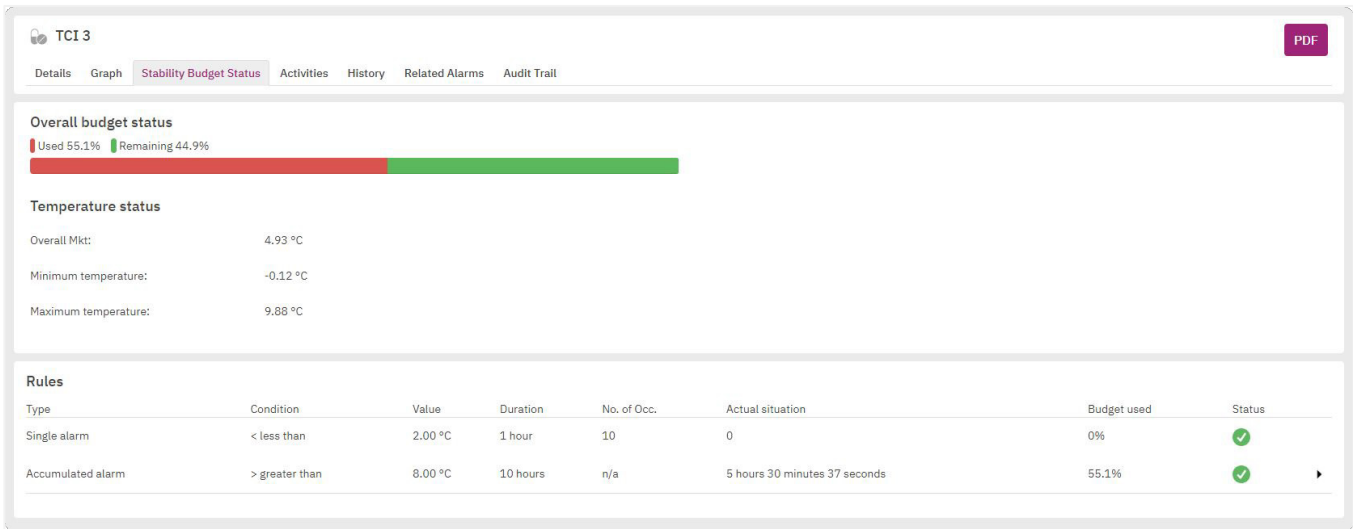 TCI 3
PDF
Details Graph Stability Budget Status Activities History Related Alarms Audit Trail
Overall budget status
Used 55.1% Remaining 44.9%
Temperature status
Overall Mkt: 4.93 °C
Minimum temperature: -0.12 °C
Maximum temperature: 9.88 °C
Rules
Type Condition Value Duration No. of Occ. Actual situation Budget used Status
Single alarm < less than 2.00 °C 1 hour 10 0 0%
Accumulated alarm > greater than 8.00 °C 10 hours n/a 5 hours 30 minutes 37 seconds 55.1%